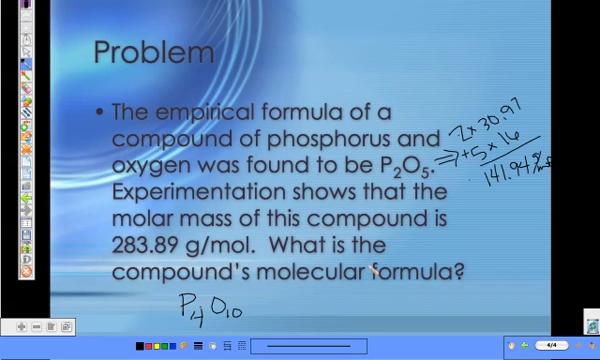 Problem
• The empirical formula of a
compound of phosphorus and
oxygen was found to be P₂O₅.
Experimentation shows that the
molar mass of this compound is
283.89 g/mol. What is the
compound's molecular formula?
2 x 30.97
⇒ +5 x 16
141.94 g/mol
P₄O₁₀
4/4